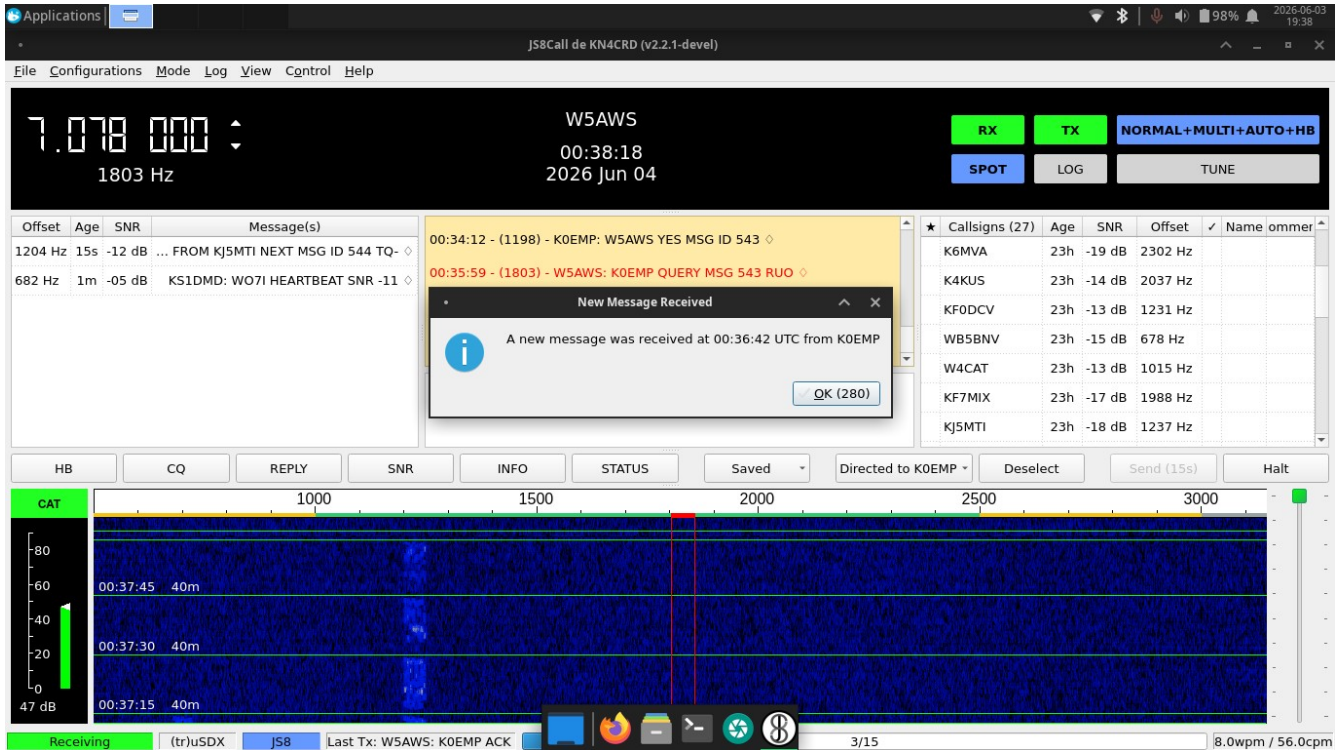 Applications
98%
2026-06-03
19:38
JS8Call de KN4CRD (v2.2.1-devel)
File Configurations Mode Log View Control Help
7.078 000
1803 Hz
W5AWS
00:38:18
2026 Jun 04
RX TX NORMAL+MULTI+AUTO+HB
SPOT LOG TUNE
Offset Age SNR Message(s)
1204 Hz 15s -12 dB ... FROM KJ5MTI NEXT MSG ID 544 TQ- ♢
682 Hz 1m -05 dB KS1DMD: WO7I HEARTBEAT SNR -11 ♢
00:34:12 - (1198) - K0EMP: W5AWS YES MSG ID 543 ♢
00:35:59 - (1803) - W5AWS: K0EMP QUERY MSG 543 RUO ♢
New Message Received
A new message was received at 00:36:42 UTC from K0EMP
OK (280)
★ Callsigns (27) Age SNR Offset ✓ Name ommer
K6MVA 23h -19 dB 2302 Hz
K4KUS 23h -14 dB 2037 Hz
KF0DCV 23h -13 dB 1231 Hz
WB5BNV 23h -15 dB 678 Hz
W4CAT 23h -13 dB 1015 Hz
KF7MIX 23h -17 dB 1988 Hz
KJ5MTI 23h -18 dB 1237 Hz
HB CQ REPLY SNR INFO STATUS Saved Directed to K0EMP Deselect Send (15s) Halt
CAT
1000 1500 2000 2500 3000
80
60
40
20
0
47 dB
00:37:45 40m
00:37:30 40m
00:37:15 40m
Receiving (tr)uSDX JS8 Last Tx: W5AWS: K0EMP ACK 3/15 8.0wpm / 56.0cpm